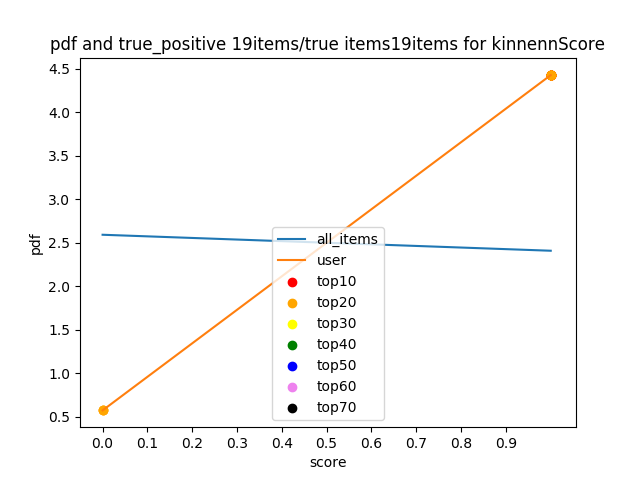 pdf and true_positive 19items/true items19items for kinnennScore
4.5
4.0
3.5
3.0
2.5
2.0
1.5
1.0
0.5
pdf
all_items
user
top10
top20
top30
top40
top50
top60
top70
0.0 0.1 0.2 0.3 0.4 0.5 0.6 0.7 0.8 0.9
score